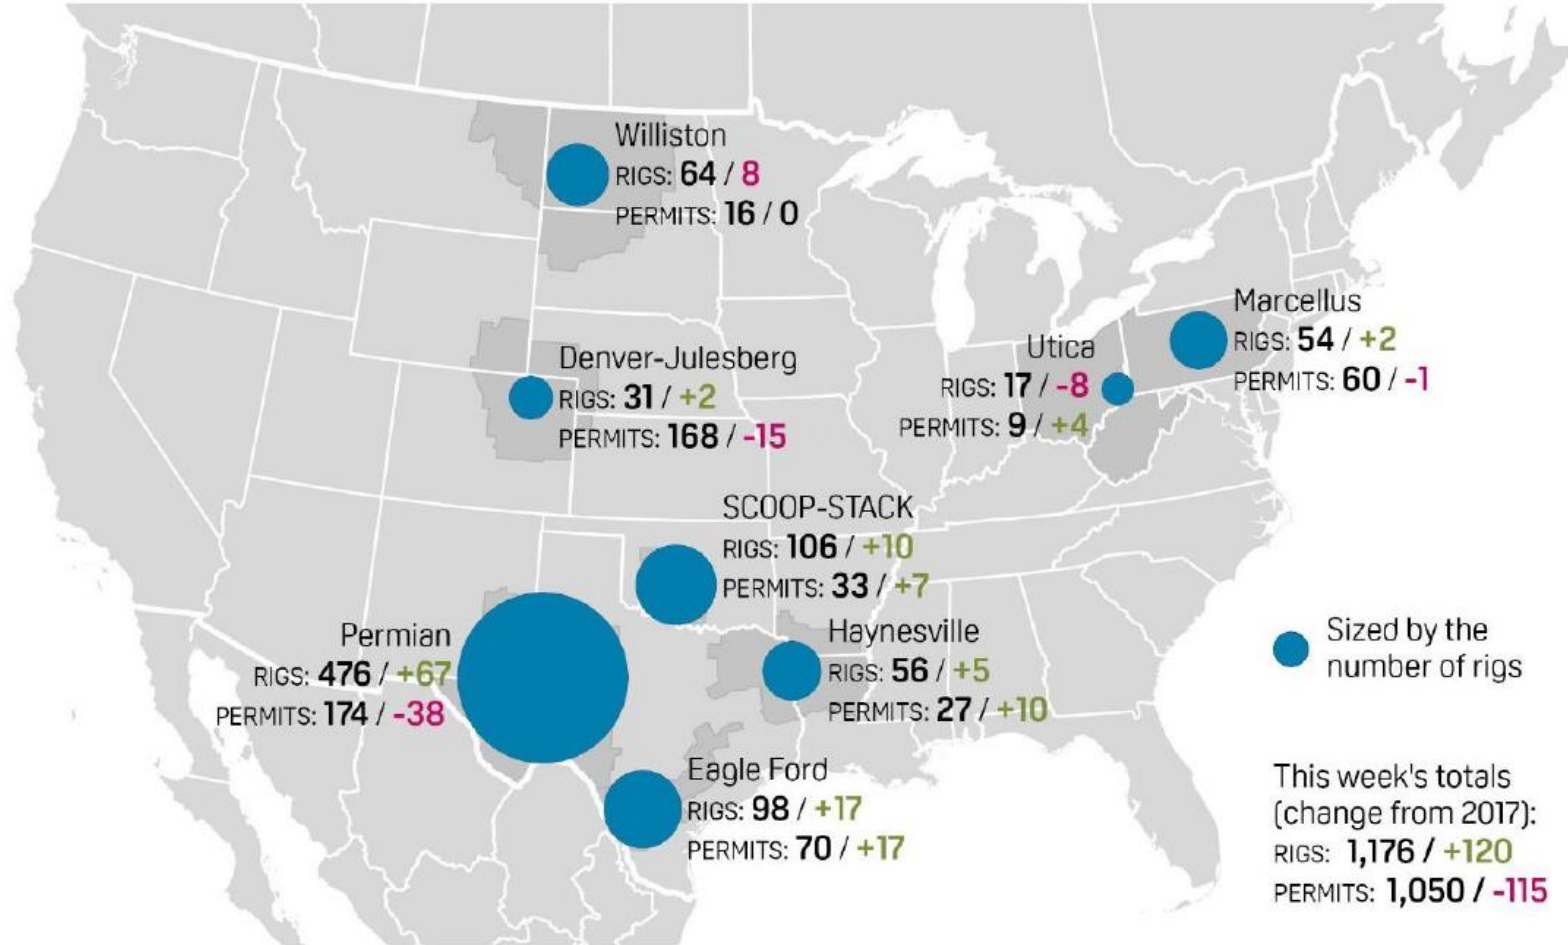 Williston
RIGS: 64 / 8
PERMITS: 16 / 0
Marcellus
RIGS: 54 / +2
PERMITS: 60 / -1
Utica
RIGS: 17 / -8
PERMITS: 9 / +4
Denver-Julesberg
RIGS: 31 / +2
PERMITS: 168 / -15
SCOOP-STACK
RIGS: 106 / +10
PERMITS: 33 / +7
Permian
RIGS: 476 / +67
PERMITS: 174 / -38
Haynesville
RIGS: 56 / +5
PERMITS: 27 / +10
Eagle Ford
RIGS: 98 / +17
PERMITS: 70 / +17
Sized by the
number of rigs
This week's totals
(change from 2017):
RIGS: 1,176 / +120
PERMITS: 1,050 / -115